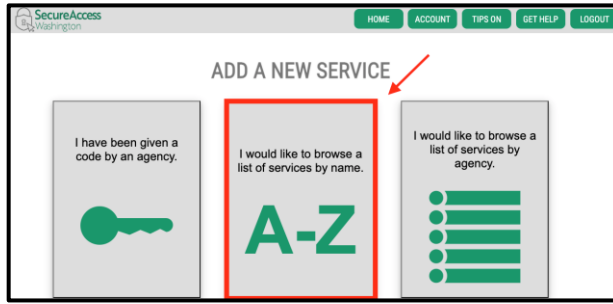 SecureAccess
Washington
HOME
ACCOUNT
TIPS ON
GET HELP
LOGOUT
ADD A NEW SERVICE
I have been given a
code by an agency.
I would like to browse a
list of services by name.
A-Z
I would like to browse a
list of services by
agency.